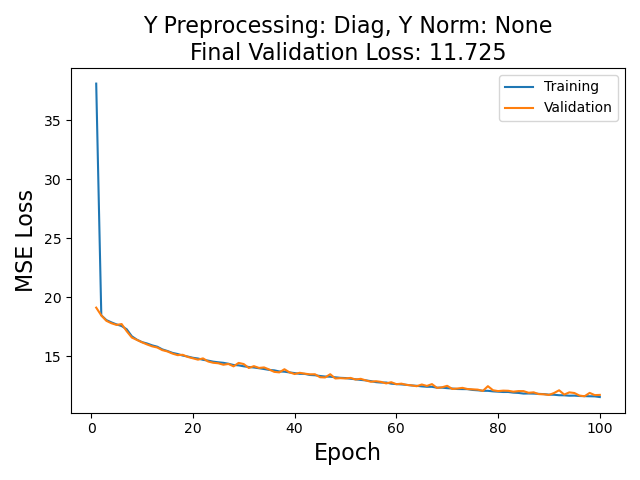 Y Preprocessing: Diag, Y Norm: None
Final Validation Loss: 11.725
Training
Validation
MSE Loss
35
30
25
20
15
0 20 40 60 80 100
Epoch